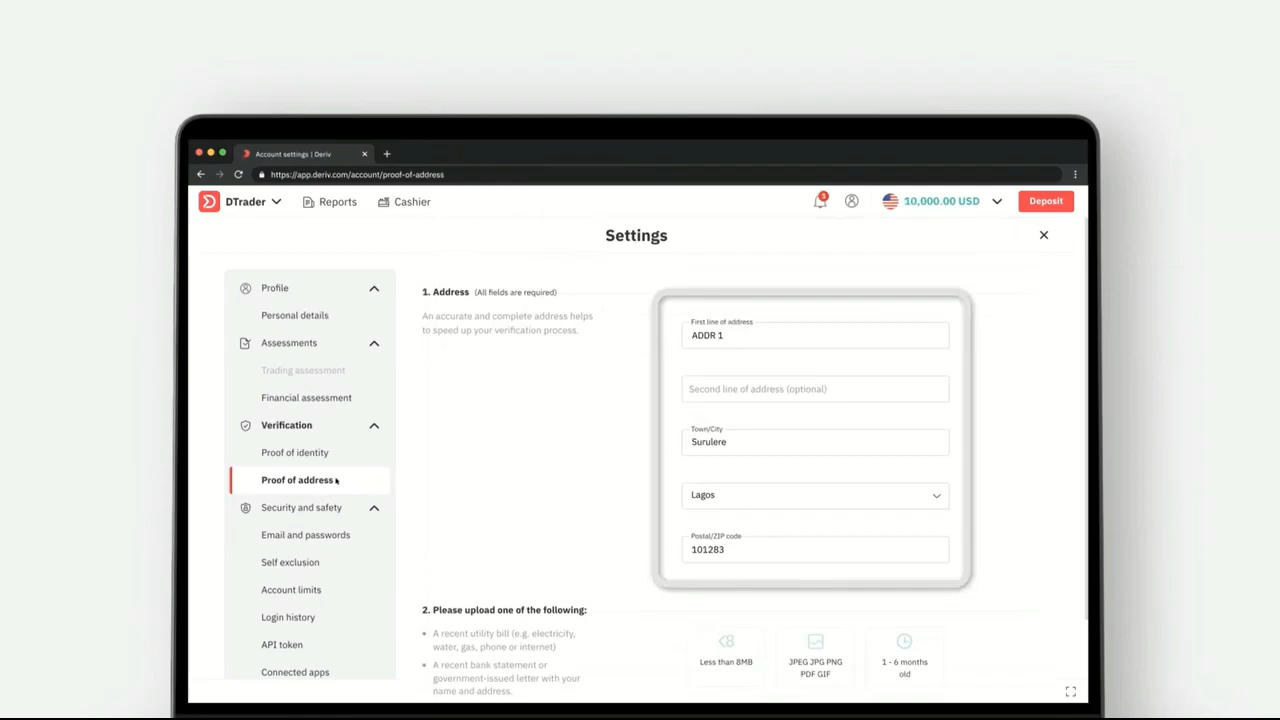 Account settings | Deriv
https://app.deriv.com/account/proof-of-address
DTrader
Reports
Cashier
1
10,000.00 USD
Deposit
Settings
Profile
Personal details
Assessments
Trading assessment
Financial assessment
Verification
Proof of identity
Proof of address
Security and safety
Email and passwords
Self exclusion
Account limits
Login history
API token
Connected apps
1. Address (All fields are required)
An accurate and complete address helps
to speed up your verification process.
First line of address
ADDR 1
Second line of address (optional)
Town/City
Surulere
Lagos
Postal/ZIP code
101283
2. Please upload one of the following:
• A recent utility bill (e.g. electricity,
water, gas, phone or internet)
• A recent bank statement or
government-issued letter with your
name and address.
<8
Less than 8MB
JPEG JPG PNG
PDF GIF
1 - 6 months
old